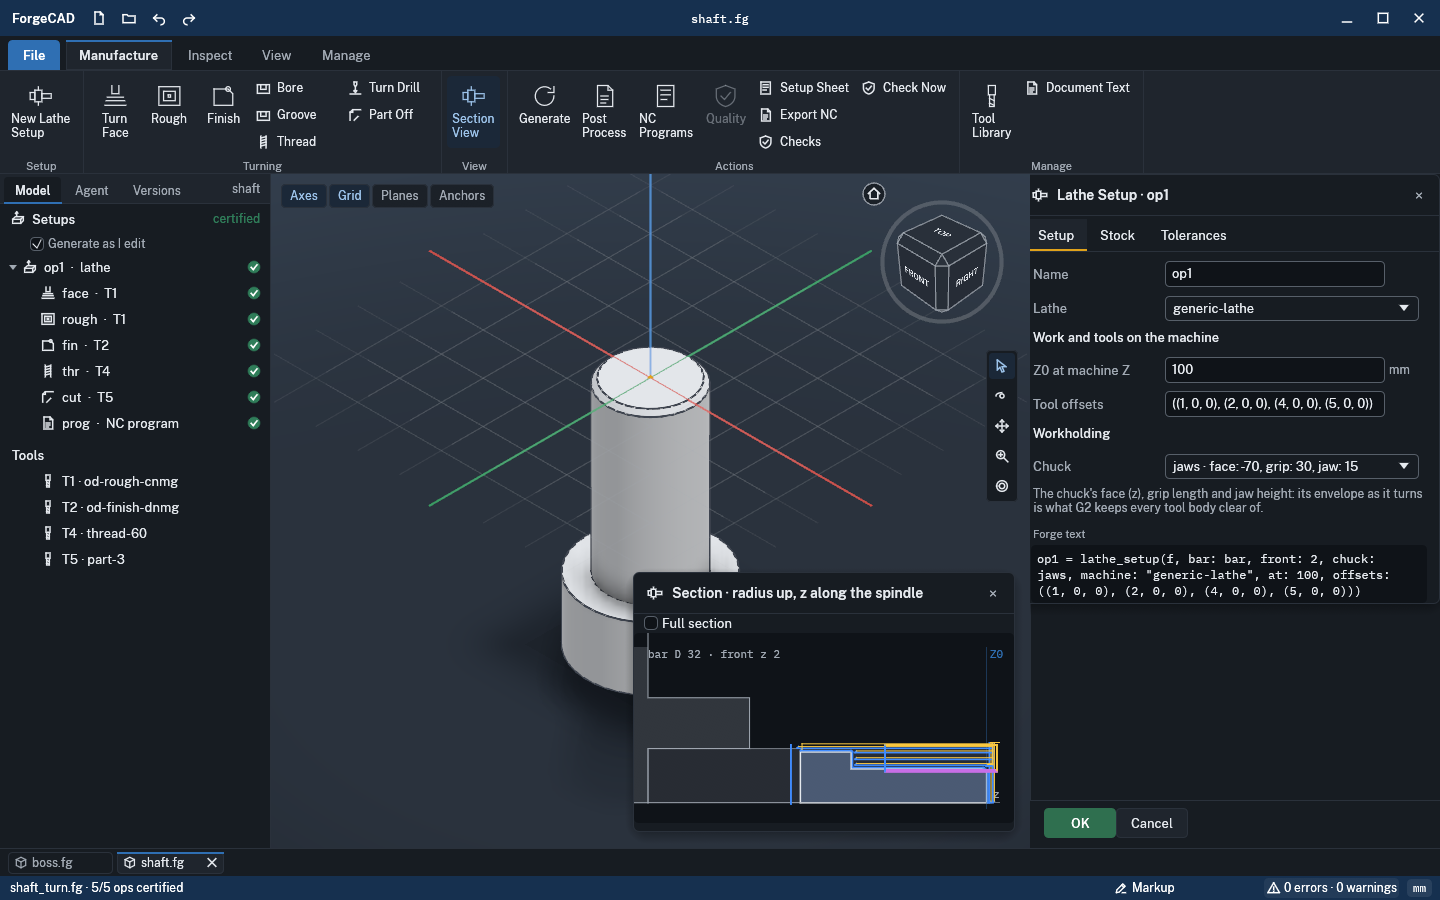 ForgeCAD
shaft.fg
File
Manufacture
Inspect
View
Manage
New Lathe
Setup
Turn
Face
Rough
Finish
Bore
Groove
Thread
Turn Drill
Part Off
Section
View
Generate
Post
Process
NC
Programs
Quality
Setup Sheet
Export NC
Checks
Check Now
Tool
Library
Document Text
Setup
Turning
View
Actions
Manage
Model
Agent
Versions
shaft
Setups
certified
Generate as I edit
op1 · lathe
face · T1
rough · T1
fin · T2
thr · T4
cut · T5
prog · NC program
Tools
T1 · od-rough-cnmg
T2 · od-finish-dnmg
T4 · thread-60
T5 · part-3
Axes
Grid
Planes
Anchors
TOP
FRONT
RIGHT
Section · radius up, z along the spindle
Full section
bar D 32 · front z 2
Z0
z
Lathe Setup · op1
Setup
Stock
Tolerances
Name
op1
Lathe
generic-lathe
Work and tools on the machine
Z0 at machine Z
100
mm
Tool offsets
((1, 0, 0), (2, 0, 0), (4, 0, 0), (5, 0, 0))
Workholding
Chuck
jaws · face: -70, grip: 30, jaw: 15
The chuck's face (z), grip length and jaw height: its envelope as it turns
is what G2 keeps every tool body clear of.
Forge text
op1 = lathe_setup(f, bar: bar, front: 2, chuck:
jaws, machine: "generic-lathe", at: 100, offsets:
((1, 0, 0), (2, 0, 0), (4, 0, 0), (5, 0, 0)))
OK
Cancel
boss.fg
shaft.fg
shaft_turn.fg · 5/5 ops certified
Markup
0 errors · 0 warnings
mm